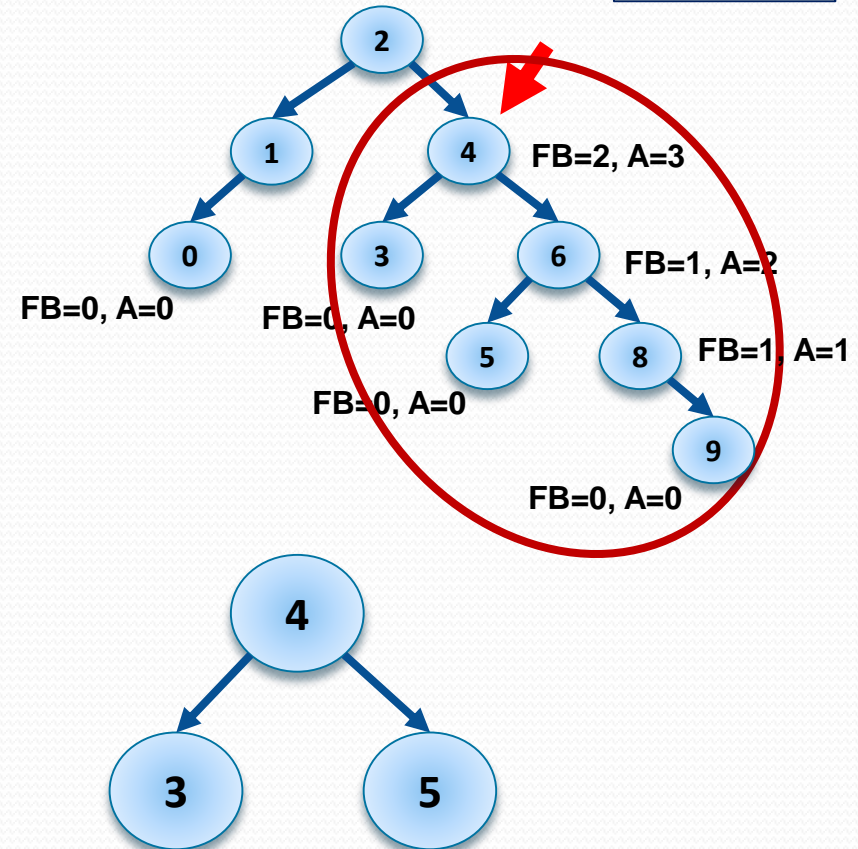 2
1
4
FB=2, A=3
0
3
6
FB=1, A=2
FB=0, A=0
FB=0, A=0
5
8
FB=1, A=1
FB=0, A=0
9
FB=0, A=0
4
3
5